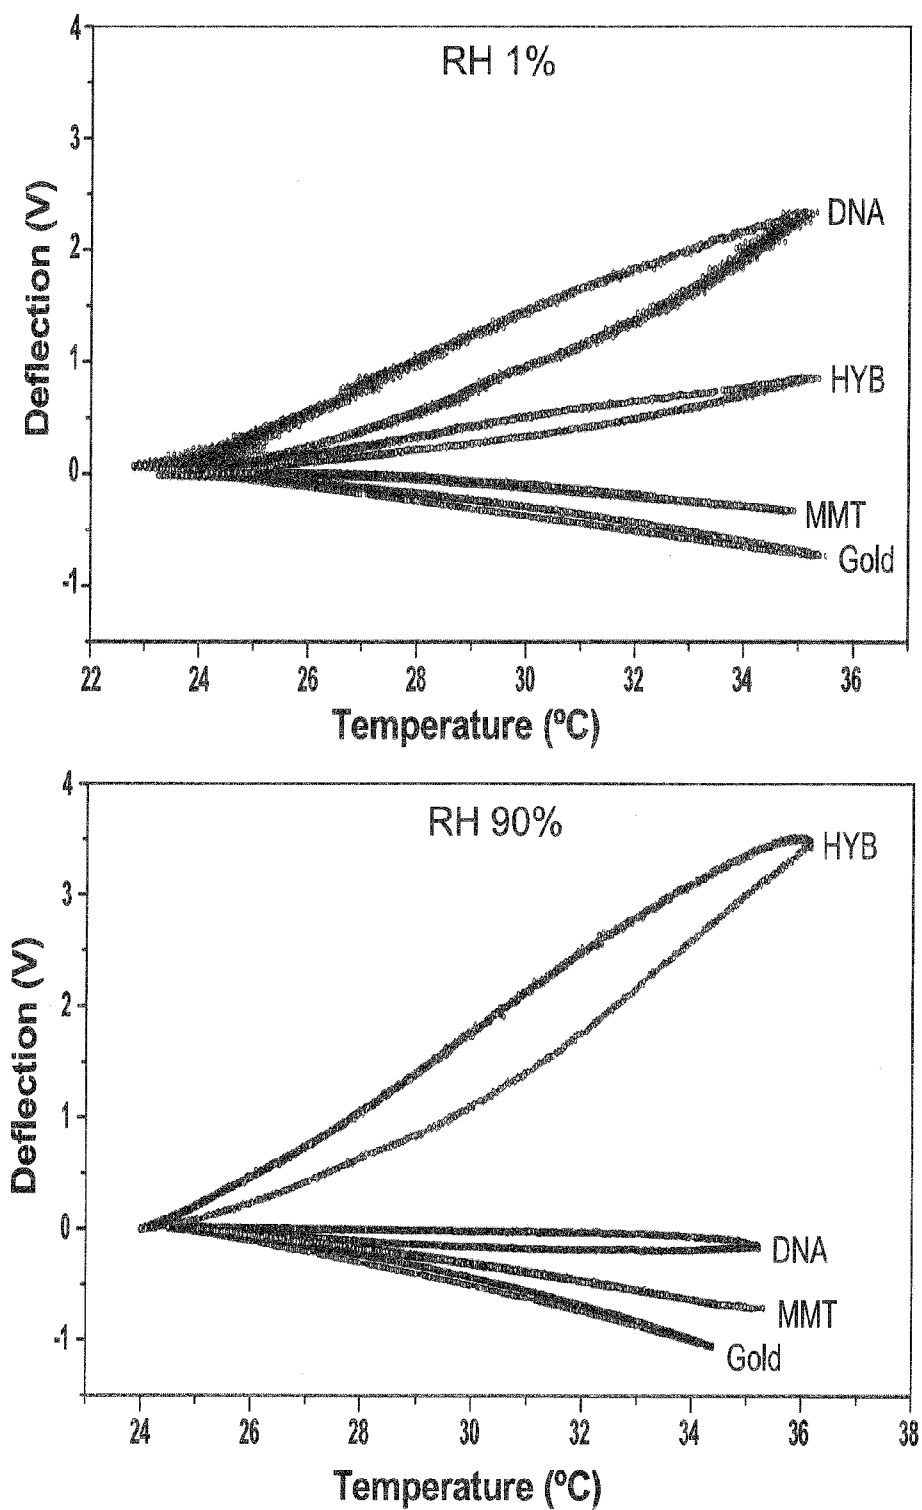 RH 1%
4
3
2
1
0
-1
Deflection (V)
DNA
HYB
MMT
Gold
22 24 26 28 30 32 34 36
Temperature (ºC)
RH 90%
4
3
2
1
0
-1
Deflection (V)
HYB
DNA
MMT
Gold
24 26 28 30 32 34 36 38
Temperature (ºC)